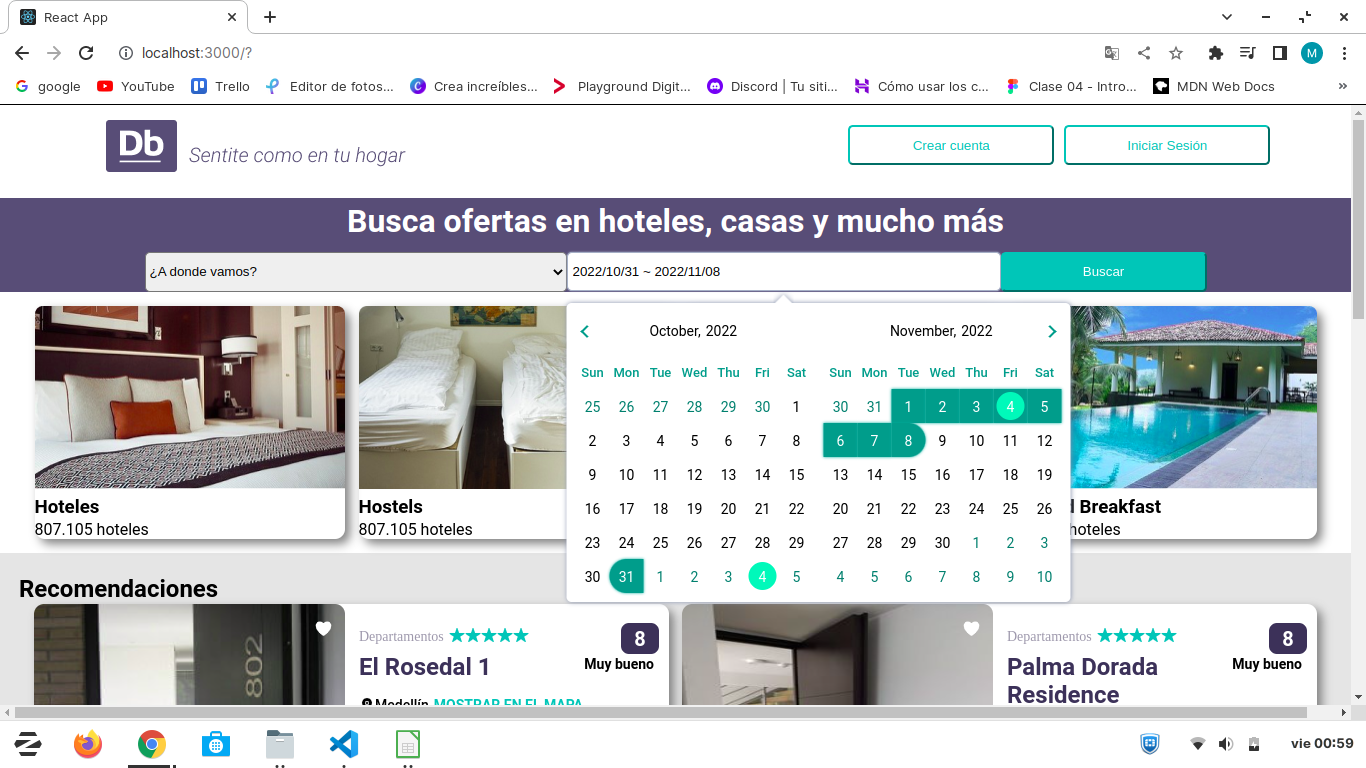 React App
localhost:3000/?
M
google YouTube Trello Editor de fotos... Crea increíbles... Playground Digit... Discord | Tu siti... Cómo usar los c... Clase 04 - Intro... MDN Web Docs »
Db Sentite como en tu hogar Crear cuenta Iniciar Sesión
Busca ofertas en hoteles, casas y mucho más
¿A donde vamos? 2022/10/31 ~ 2022/11/08 Buscar
October, 2022 November, 2022
Sun Mon Tue Wed Thu Fri Sat Sun Mon Tue Wed Thu Fri Sat
25 26 27 28 29 30 1 30 31 1 2 3 4 5
2 3 4 5 6 7 8 6 7 8 9 10 11 12
9 10 11 12 13 14 15 13 14 15 16 17 18 19
16 17 18 19 20 21 22 20 21 22 23 24 25 26
23 24 25 26 27 28 29 27 28 29 30 1 2 3
30 31 1 2 3 4 5 4 5 6 7 8 9 10
Hoteles
807.105 hoteles
Hostels
807.105 hoteles
Breakfast
hoteles
Recomendaciones
802
Departamentos 8
El Rosedal 1 Muy bueno
Medellín MOSTRAR EN EL MAPA
Departamentos 8
Palma Dorada Muy bueno
Residence
vie 00:59